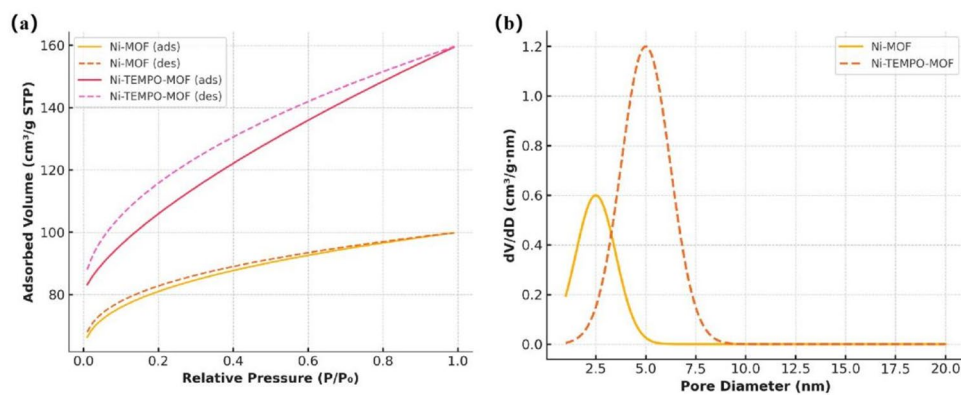 (a)
Adsorbed Volume (cm³/g STP)
160
140
120
100
80
Ni-MOF (ads)
Ni-MOF (des)
Ni-TEMPO-MOF (ads)
Ni-TEMPO-MOF (des)
0.0 0.2 0.4 0.6 0.8 1.0
Relative Pressure (P/P₀)
(b)
dV/dD (cm³/g·nm)
1.2
1.0
0.8
0.6
0.4
0.2
0.0
Ni-MOF
Ni-TEMPO-MOF
2.5 5.0 7.5 10.0 12.5 15.0 17.5 20.0
Pore Diameter (nm)